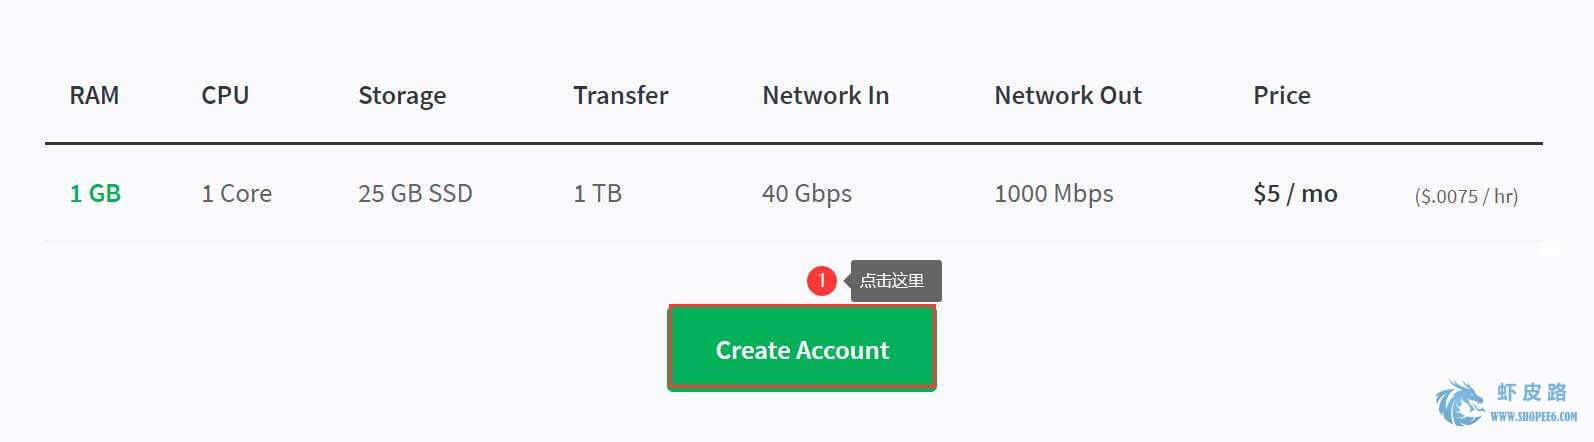 RAM CPU Storage Transfer Network In Network Out Price
1 GB 1 Core 25 GB SSD 1 TB 40 Gbps 1000 Mbps $5 / mo ($.0075 / hr)
1 点击这里
Create Account
虾皮路
WWW.SHOPEE6.COM